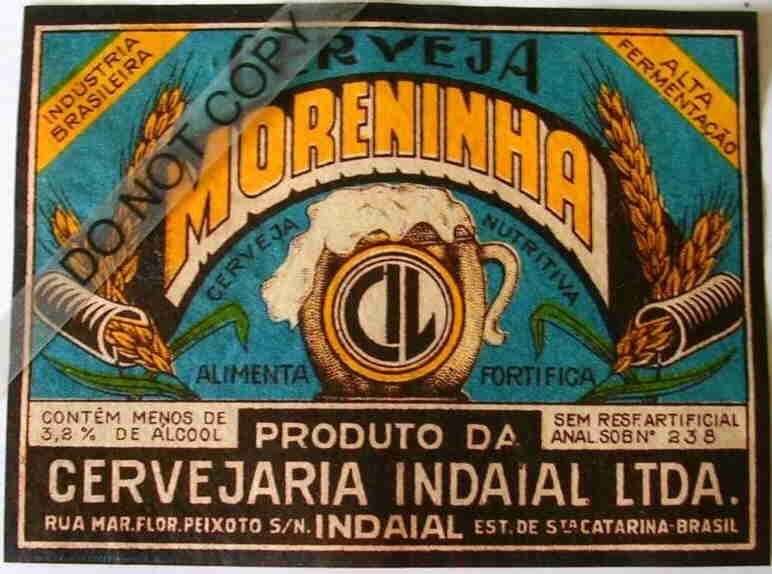 CERVEJA
INDUSTRIA
BRASILEIRA
ALTA
FERMENTAÇÃO
MORENINHA
CERVEJA NUTRITIVA
CIL
ALIMENTA FORTIFICA
CONTÊM MENOS DE
3,2% DE ÁLCOOL
PRODUTO DA
SEM RESF. ARTIFICIAL
ANAL. SOB Nº 238
CERVEJARIA INDAIAL LTDA.
RUA MAR. FLOR. PEIXOTO S/N. INDAIAL EST. DE STA CATARINA-BRASIL
DO NOT COPY